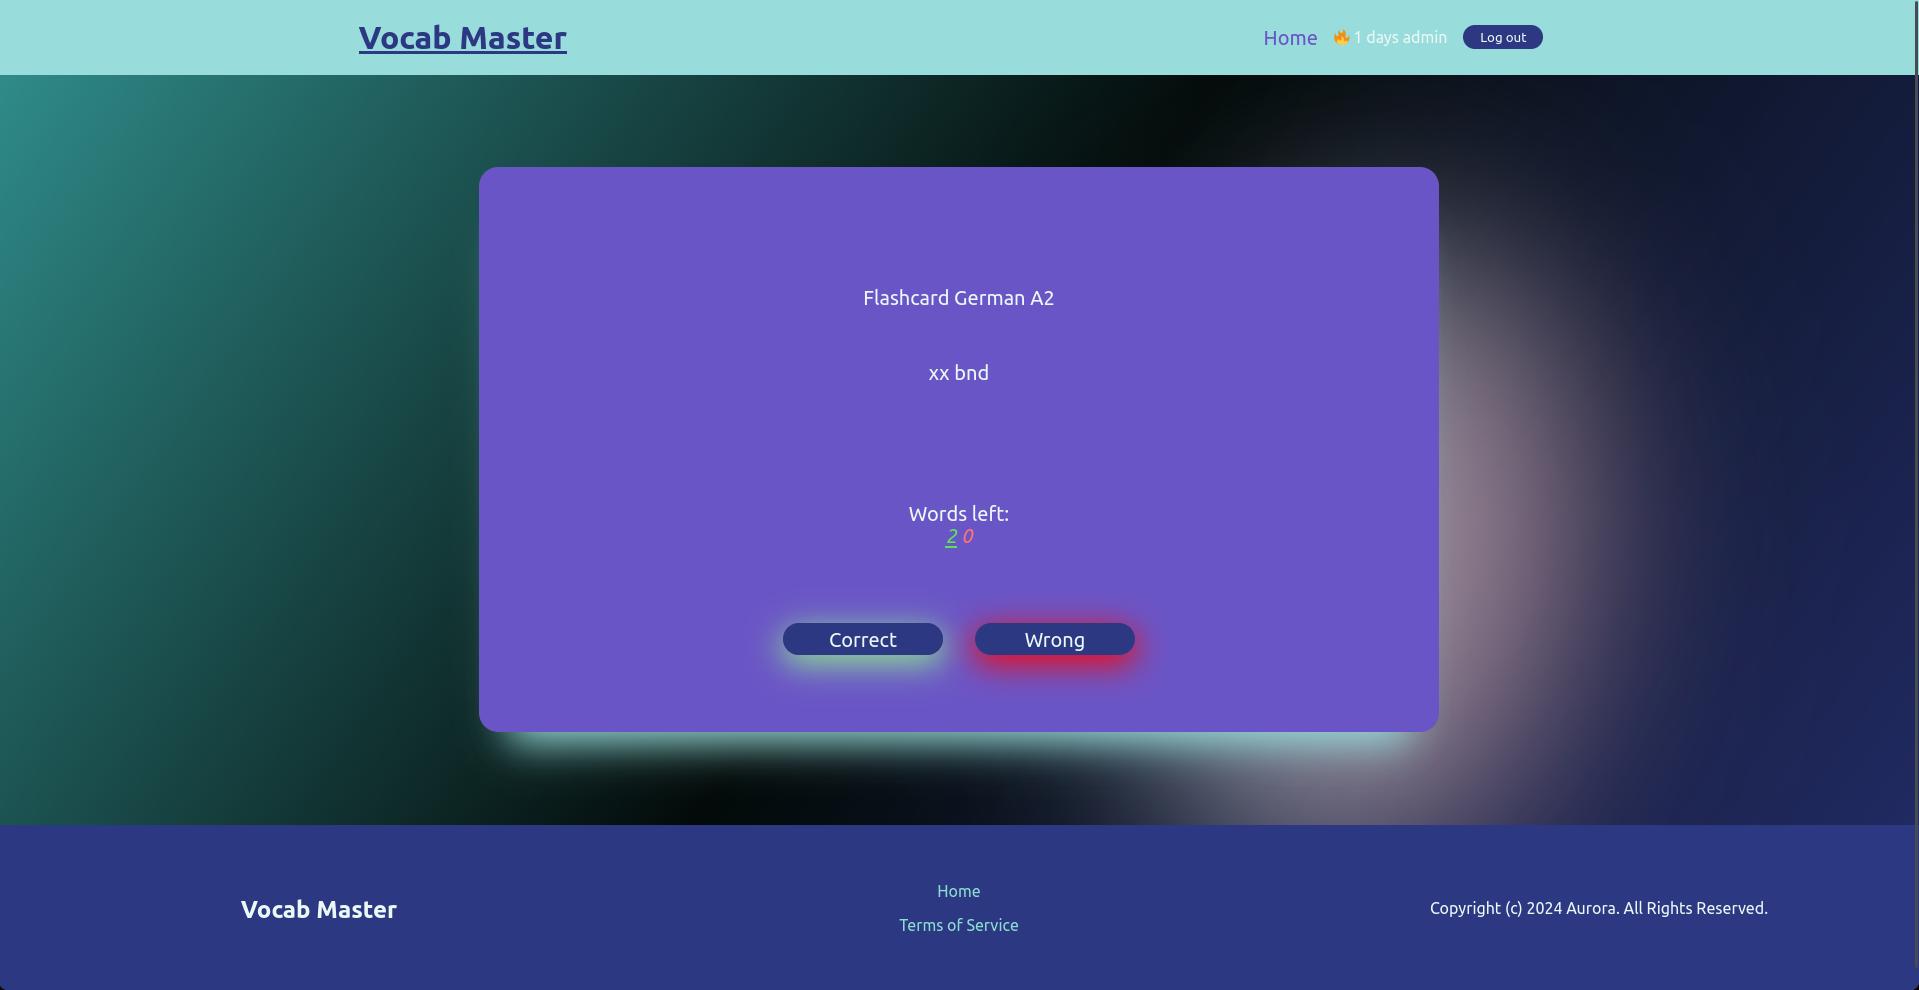 Vocab Master
Home 🔥 1 days admin Log out
Flashcard German A2
xx bnd
Words left:
2 0
Correct Wrong
Vocab Master
Home
Terms of Service
Copyright (c) 2024 Aurora. All Rights Reserved.